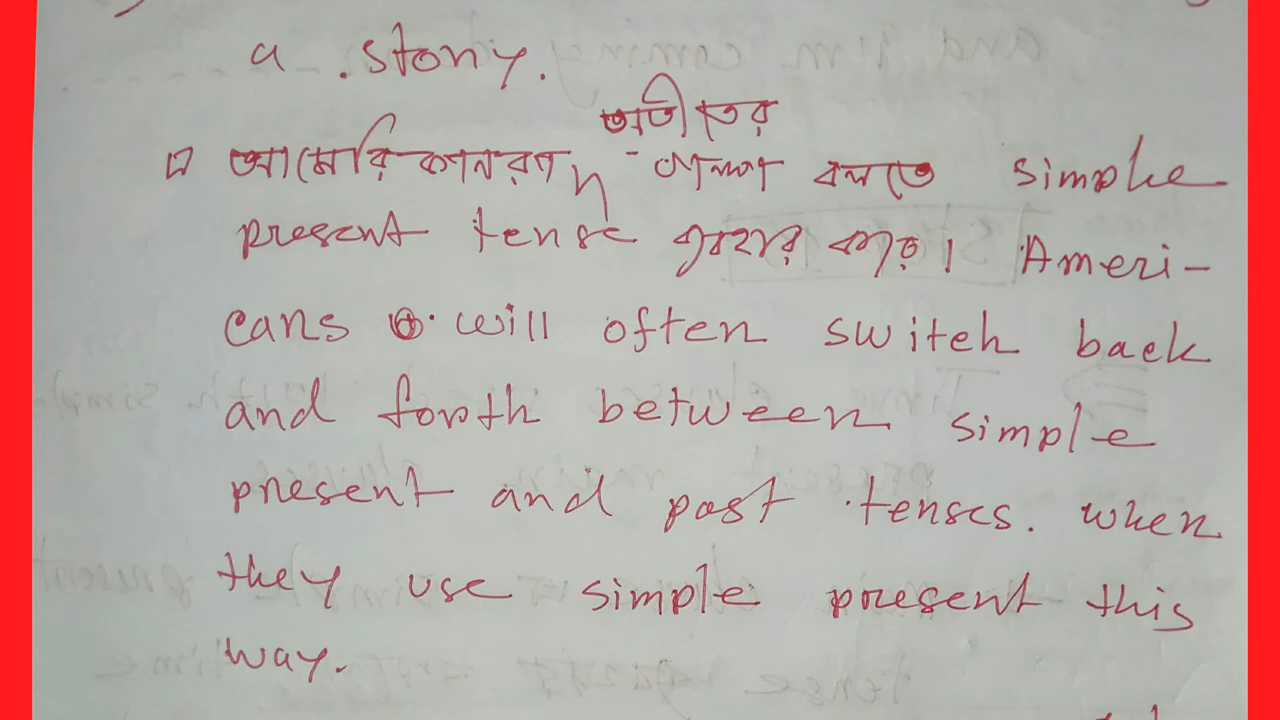 a story.
অতীতের
□ আমেরিকানরা গল্প বলতে simple
present tense ব্যবহার করে। Ameri-
cans will often switch back
and forth between simple
present and past tenses. when
they use simple present this
way.